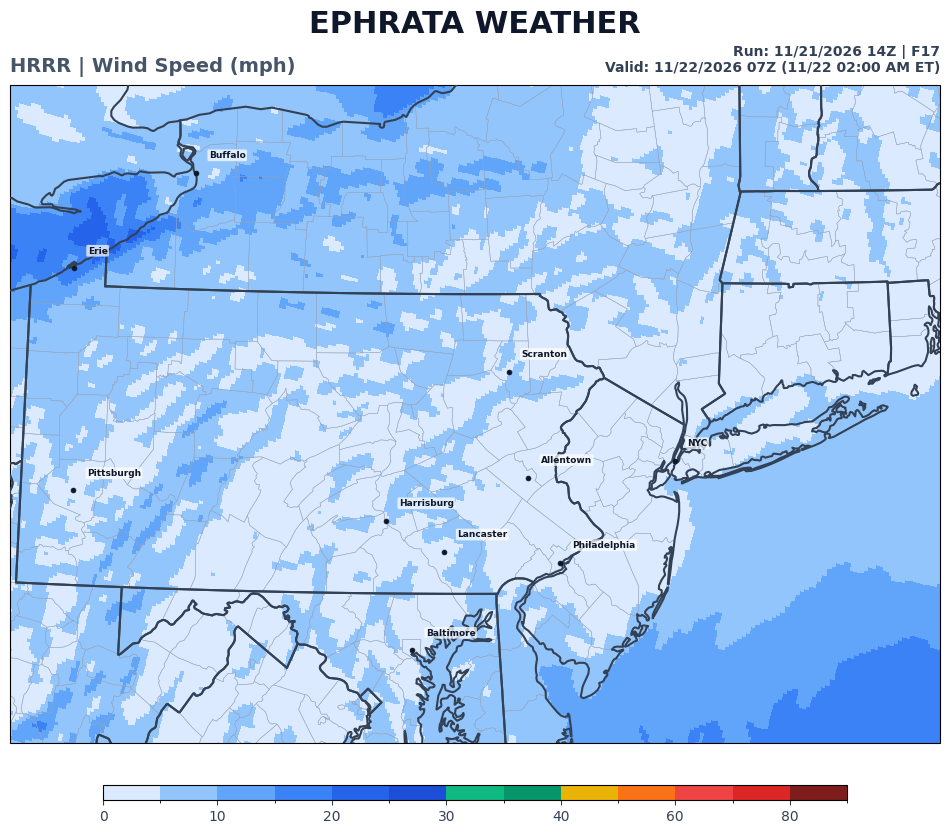 EPHRATA WEATHER
HRRR | Wind Speed (mph)
Run: 11/21/2026 14Z | F17
Valid: 11/22/2026 07Z (11/22 02:00 AM ET)
Buffalo
Erie
Scranton
NYC
Allentown
Pittsburgh
Harrisburg
Lancaster
Philadelphia
Baltimore
0 10 20 30 40 50 60 70 80